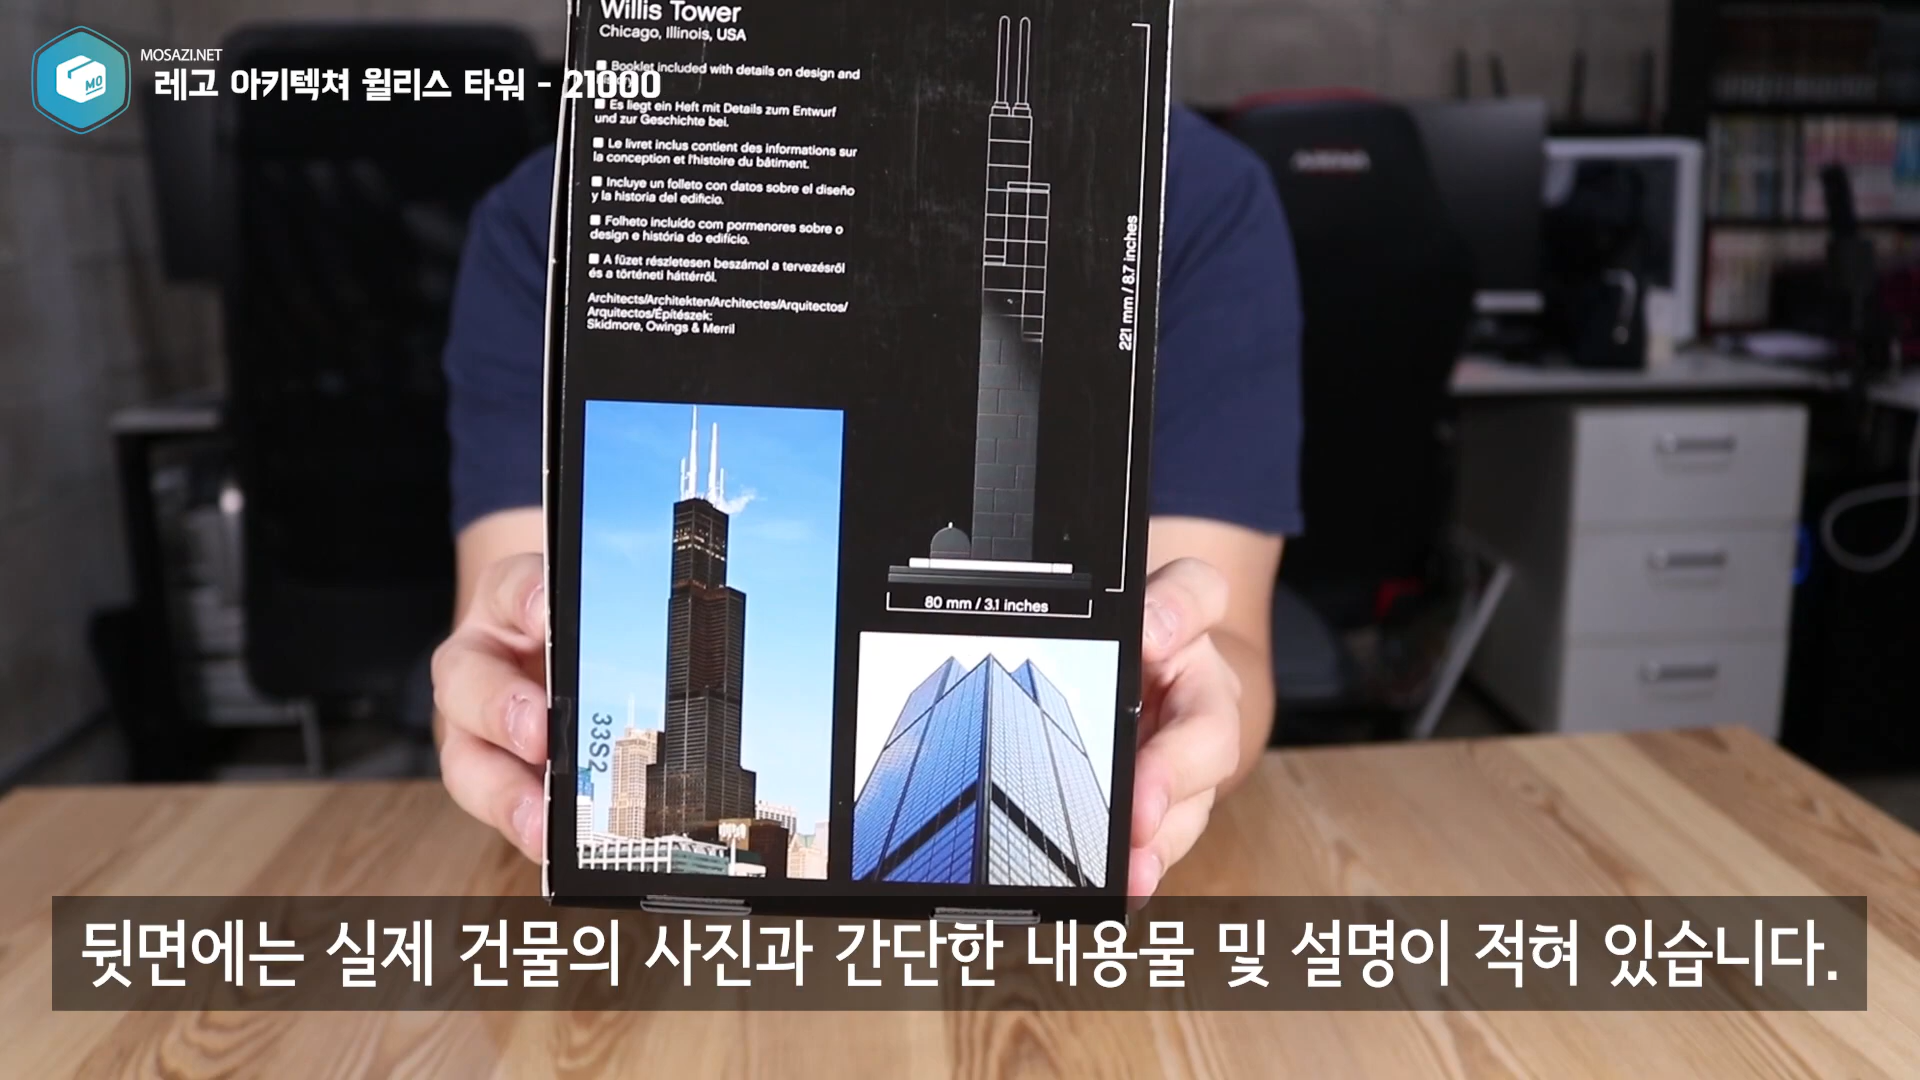 MOSAZI.NET
레고 아키텍쳐 윌리스 타워 - 21000
MO
Willis Tower
Chicago, Illinois, USA
Booklet included with details on design and
Es liegt ein Heft mit Details zum Entwurf
und zur Geschichte bei.
Le livret inclus contient des informations sur
la conception et l'histoire du bâtiment.
Incluye un folleto con datos sobre el diseño
y la historia del edificio.
Folheto incluído com pormenores sobre o
design e história do edifício.
A füzet részletesen beszámol a tervezésről
és a történeti háttérről.
Architects/Architekten/Architectes/Arquitectos/
Arquitectos/Építészek:
Skidmore, Owings & Merril
221 mm / 8.7 inches
80 mm / 3.1 inches
33S2
뒷면에는 실제 건물의 사진과 간단한 내용물 및 설명이 적혀 있습니다.